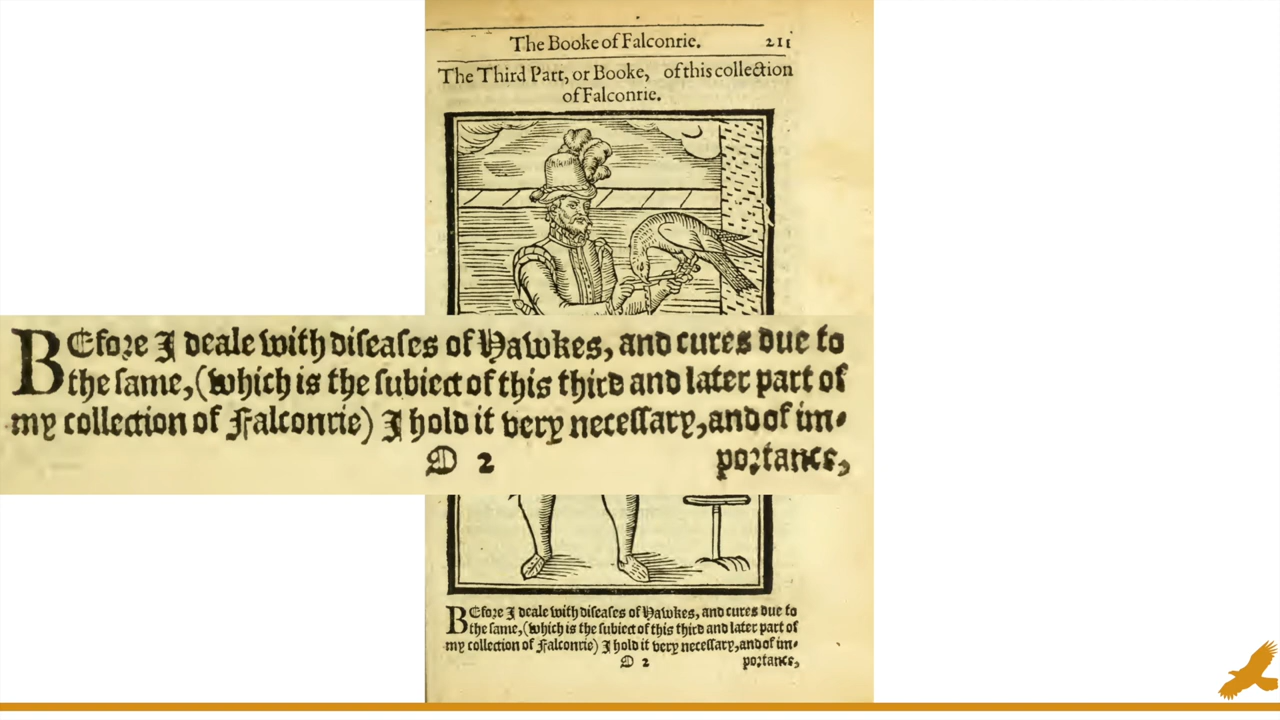 The Booke of Falconrie. 211
The Third Part, or Booke, of this collection
of Falconrie.
BEfore I deale with diſeaſes of Hawkes, and cures due to
the ſame, (which is the ſubiect of this third and later part of
my collection of Falconrie) I hold it very neceſſary, and of im-
P 2 portance,
BEfore I deale with diſeaſes of Hawkes, and cures due to
the ſame, (which is the ſubiect of this third and later part of
my collection of Falconrie) I hold it very neceſſary, and of im-
P 2 portance,